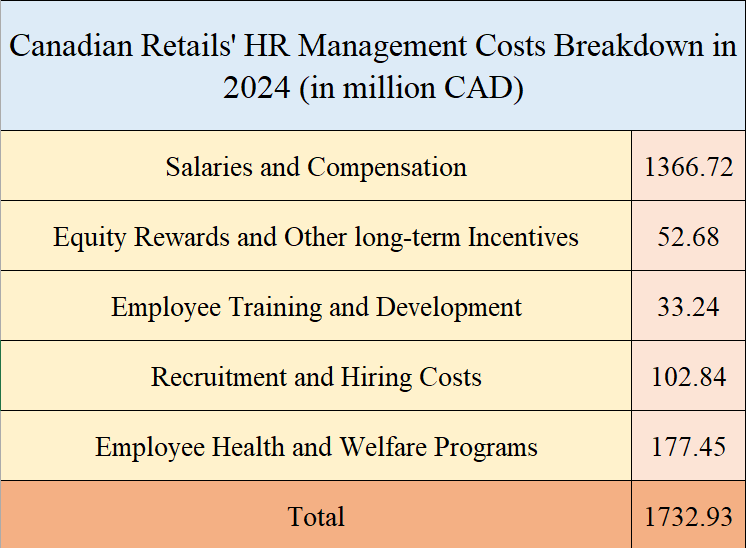 Canadian Retails' HR Management Costs Breakdown in
2024 (in million CAD)
Salaries and Compensation 1366.72
Equity Rewards and Other long-term Incentives 52.68
Employee Training and Development 33.24
Recruitment and Hiring Costs 102.84
Employee Health and Welfare Programs 177.45
Total 1732.93